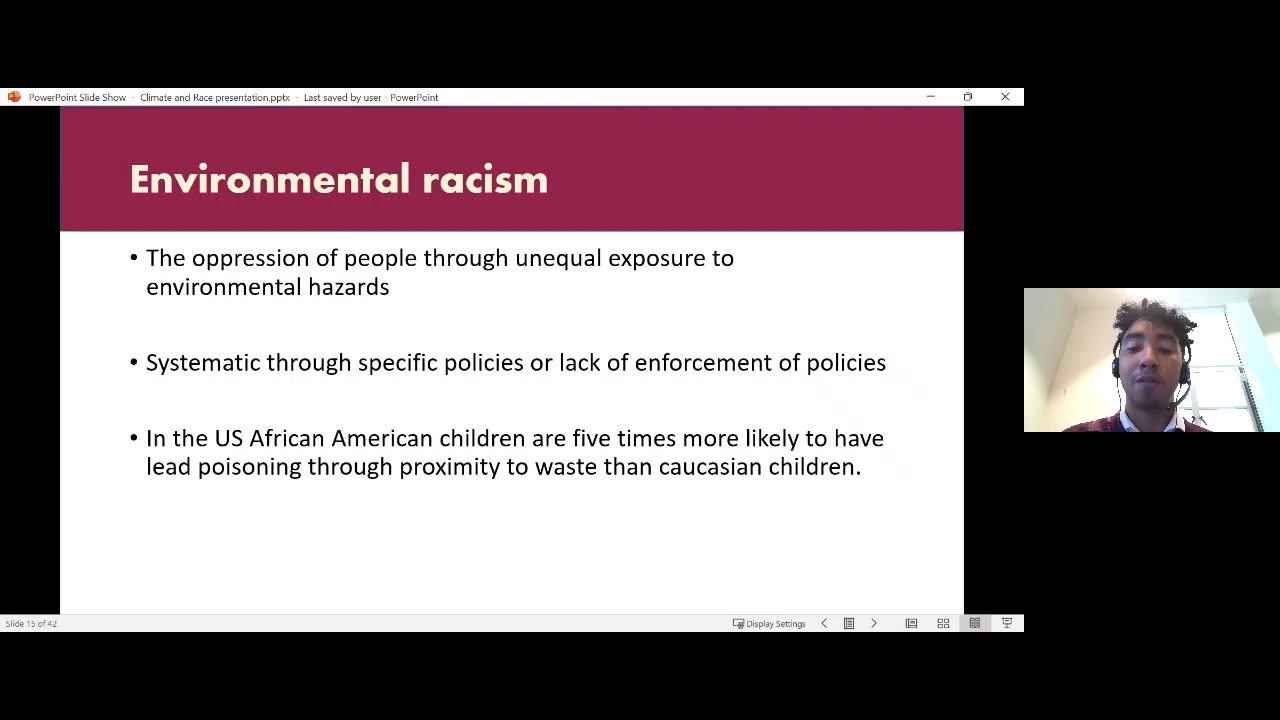 PowerPoint Slide Show - Climate and Race presentation.pptx - Last saved by user - PowerPoint
Environmental racism
• The oppression of people through unequal exposure to
environmental hazards
• Systematic through specific policies or lack of enforcement of policies
• In the US African American children are five times more likely to have
lead poisoning through proximity to waste than caucasian children.
Slide 15 of 42
Display Settings